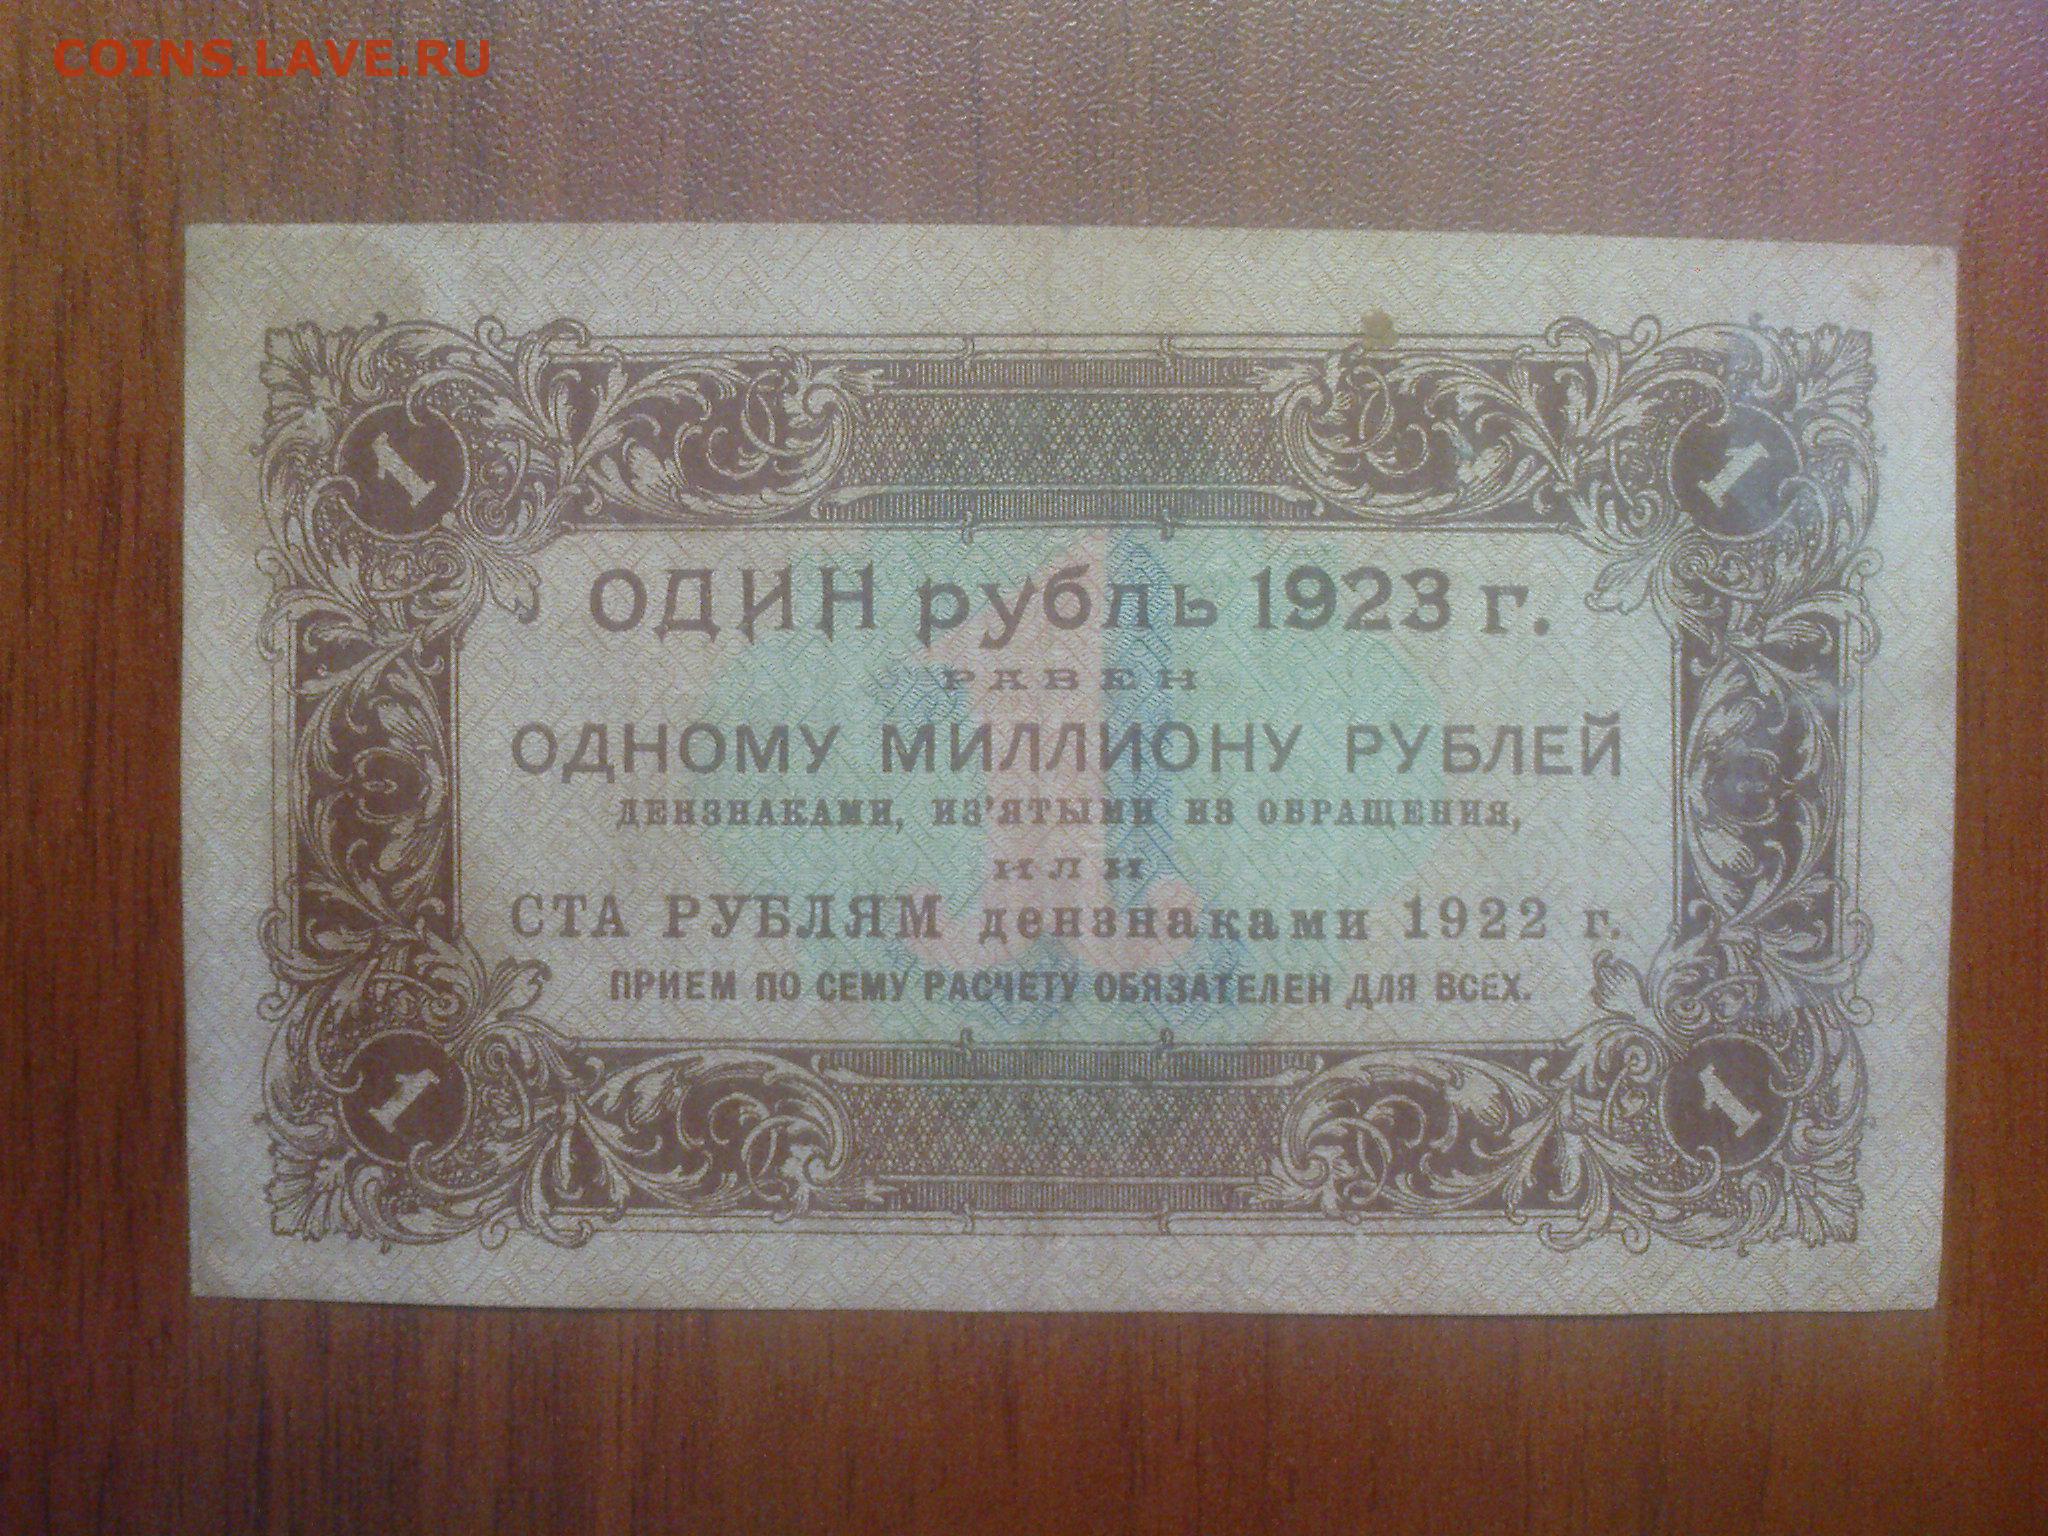 COINS.LAVE.RU
1
1
ОДИН рубль 1923 г.
РАВЕН
ОДНОМУ МИЛЛИОНУ РУБЛЕЙ
ДЕНЗНАКАМИ, ИЗ'ЯТЫМИ ИЗ ОБРАЩЕНИЯ,
ИЛИ
СТА РУБЛЯМ дензнаками 1922 г.
ПРИЕМ ПО СЕМУ РАСЧЕТУ ОБЯЗАТЕЛЕН ДЛЯ ВСЕХ.
1
1
1